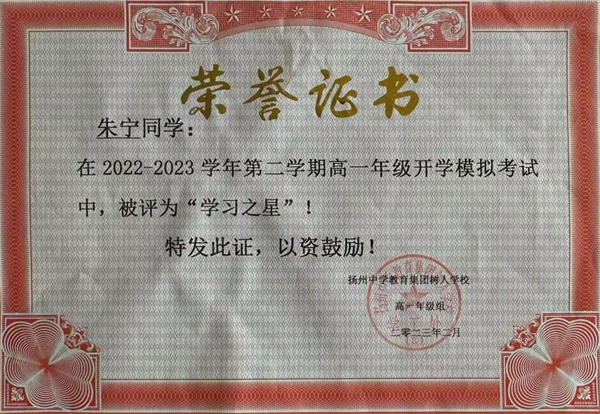 荣誉证书
朱宁同学：
在 2022-2023 学年第二学期高一年级开学模拟考试
中，被评为“学习之星”！
特发此证，以资鼓励！
扬州中学教育集团树人学校
高一年级组
二零二三年二月